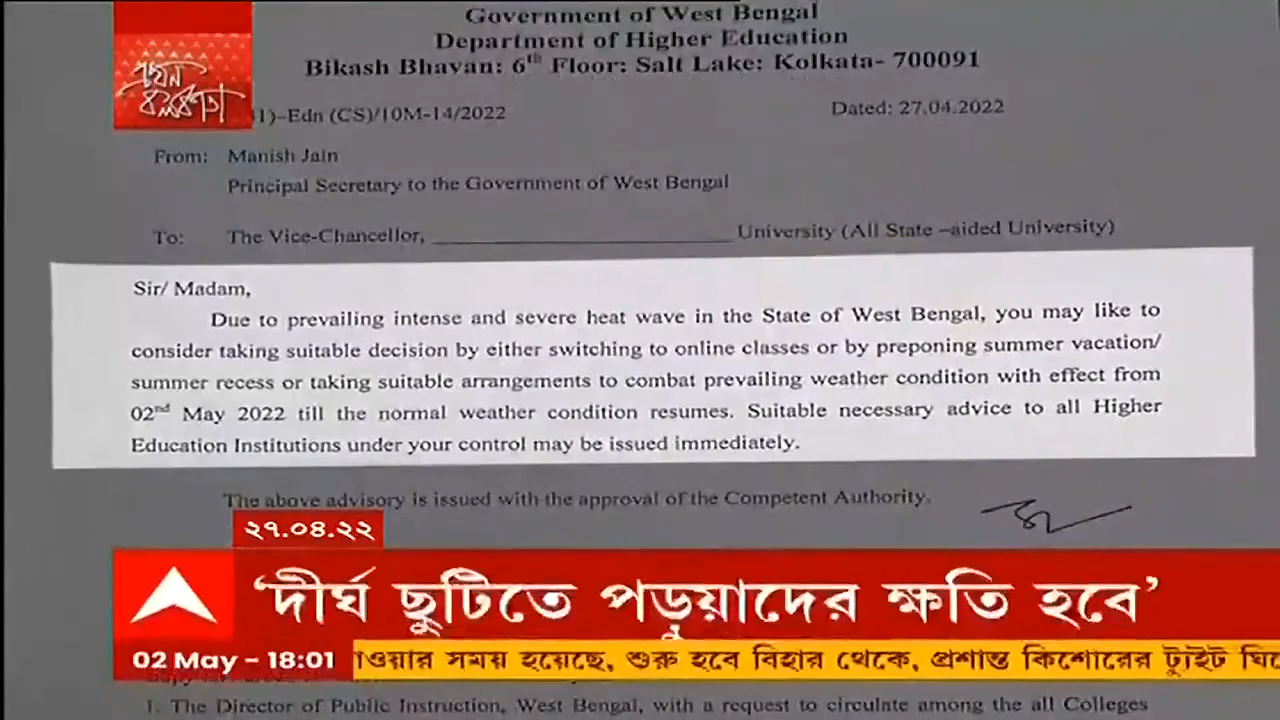 Government of West Bengal
Department of Higher Education
Bikash Bhavan: 6th Floor: Salt Lake: Kolkata- 700091
1)–Edn (CS)/10M-14/2022
Dated: 27.04.2022
From: Manish Jain
Principal Secretary to the Government of West Bengal
To: The Vice-Chancellor, ______________________ University (All State –aided University)
Sir/ Madam,
Due to prevailing intense and severe heat wave in the State of West Bengal, you may like to
consider taking suitable decision by either switching to online classes or by preponing summer vacation/
summer recess or taking suitable arrangements to combat prevailing weather condition with effect from
02nd May 2022 till the normal weather condition resumes. Suitable necessary advice to all Higher
Education Institutions under your control may be issued immediately.
The above advisory is issued with the approval of the Competent Authority.
২৭.০৪.২২
‘দীর্ঘ ছুটিতে পড়ুয়াদের ক্ষতি হবে’
02 May - 18:01
াওয়ার সময় হয়েছে, শুরু হবে বিহার থেকে, প্রশান্ত কিশোরের টুইট ঘি
1. The Director of Public Instruction, West Bengal, with a request to circulate among the all Colleges